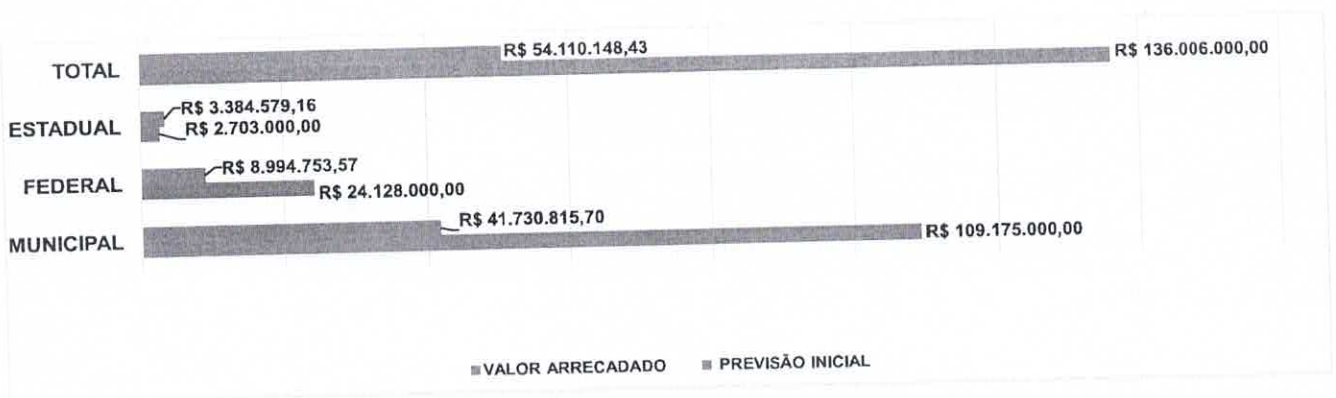 R$ 54.110.148,43
TOTAL
R$ 136.006.000,00
R$ 3.384.579,16
ESTADUAL
R$ 2.703.000,00
R$ 8.994.753,57
FEDERAL
R$ 24.128.000,00
R$ 41.730.815,70
MUNICIPAL
R$ 109.175.000,00
VALOR ARRECADADO
PREVISÃO INICIAL